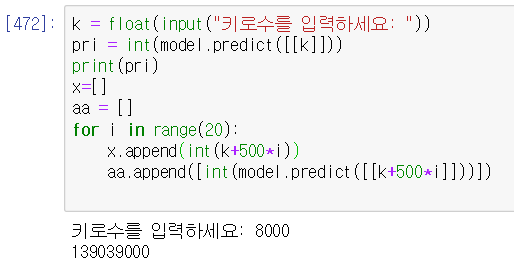 [472]: k = float(input("키로수를 입력하세요: "))
pri = int(model.predict([[k]]))
print(pri)
x=[]
aa = []
for i in range(20):
    x.append(int(k+500*i))
    aa.append([int(model.predict([[k+500*i]]))])
키로수를 입력하세요: 8000
139039000